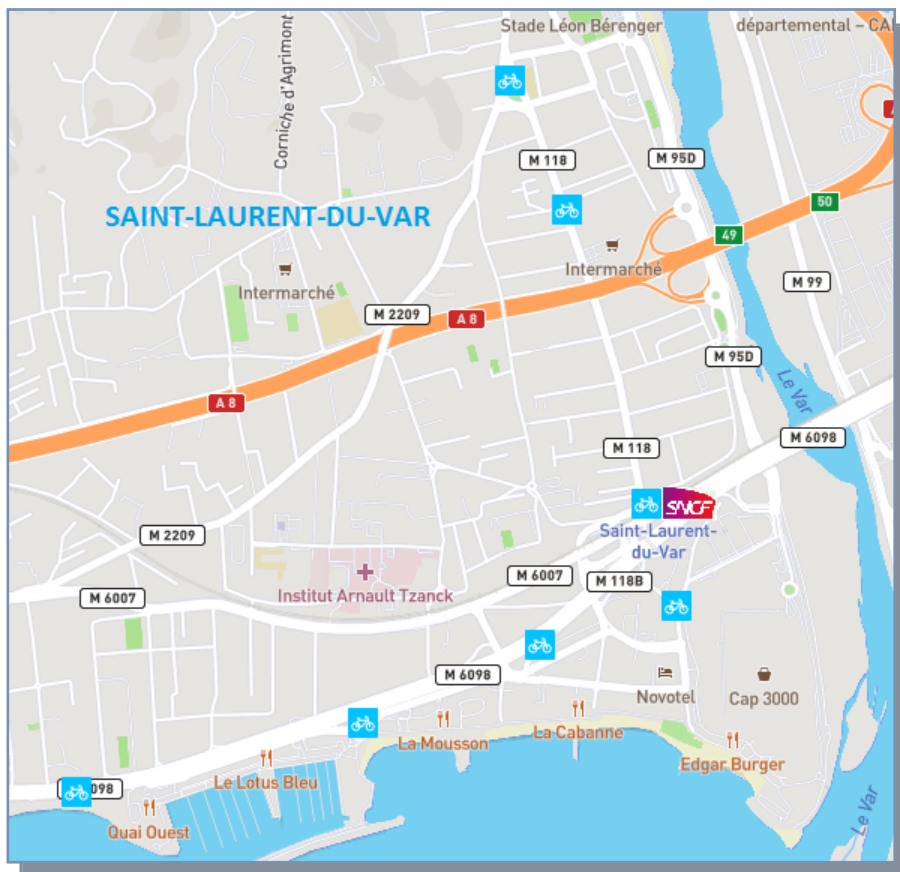 Stade Léon Bérenger
département​al – CA
Corniche d'Agrimont
M 118
M 95D
50
SAINT-LAURENT-DU-VAR
49
Intermarché
Intermarché
M 99
M 2209
A 8
M 95D
Le Var
A 8
M 6098
M 118
SNCF
Saint-Laurent-
du-Var
M 2209
M 6007
M 118B
Institut Arnault Tzanck
M 6007
M 6098
Novotel
Cap 3000
La Cabanne
La Mousson
Edgar Burger
Le Lotus Bleu
098
Le Var
Quai Ouest